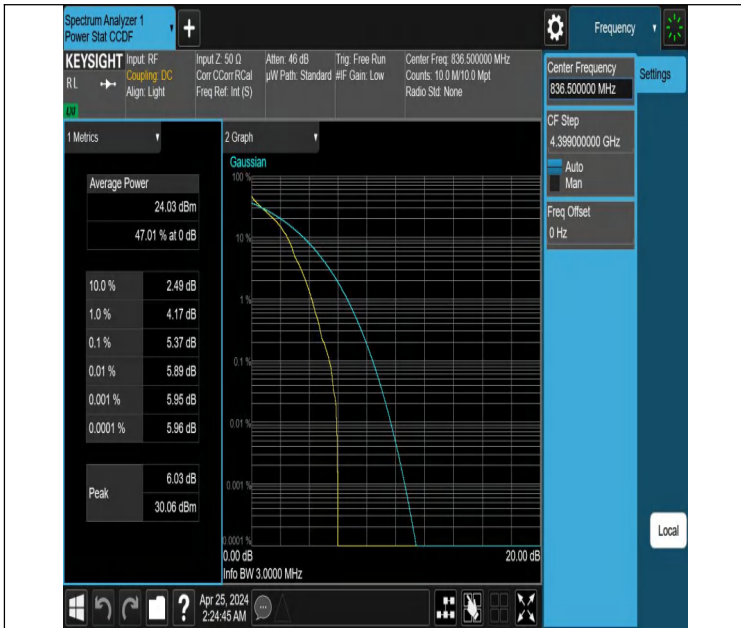 Spectrum Analyzer 1
Power Stat CCDF
+
Frequency
KEYSIGHT
RL
Input: RF
Coupling: DC
Align: Light
Input Z: 50 Ω
Corr CCorr RCal
Freq Ref: Int (S)
Atten: 46 dB
µW Path: Standard
Trig: Free Run
#IF Gain: Low
Center Freq: 836.500000 MHz
Counts: 10.0 M/10.0 Mpt
Radio Std: None
Center Frequency
836.500000 MHz
Settings
CF Step
4.399000000 GHz
Auto
Man
Freq Offset
0 Hz
1 Metrics
Average Power
24.03 dBm
47.01 % at 0 dB
10.0 % 2.49 dB
1.0 % 4.17 dB
0.1 % 5.37 dB
0.01 % 5.89 dB
0.001 % 5.95 dB
0.0001 % 5.96 dB
Peak
6.03 dB
30.06 dBm
2 Graph
Gaussian
100 %
10 %
1 %
0.1 %
0.01 %
0.001 %
0.0001 %
0.00 dB 20.00 dB
Info BW 3.0000 MHz
Local
?
Apr 25, 2024
2:24:45 AM